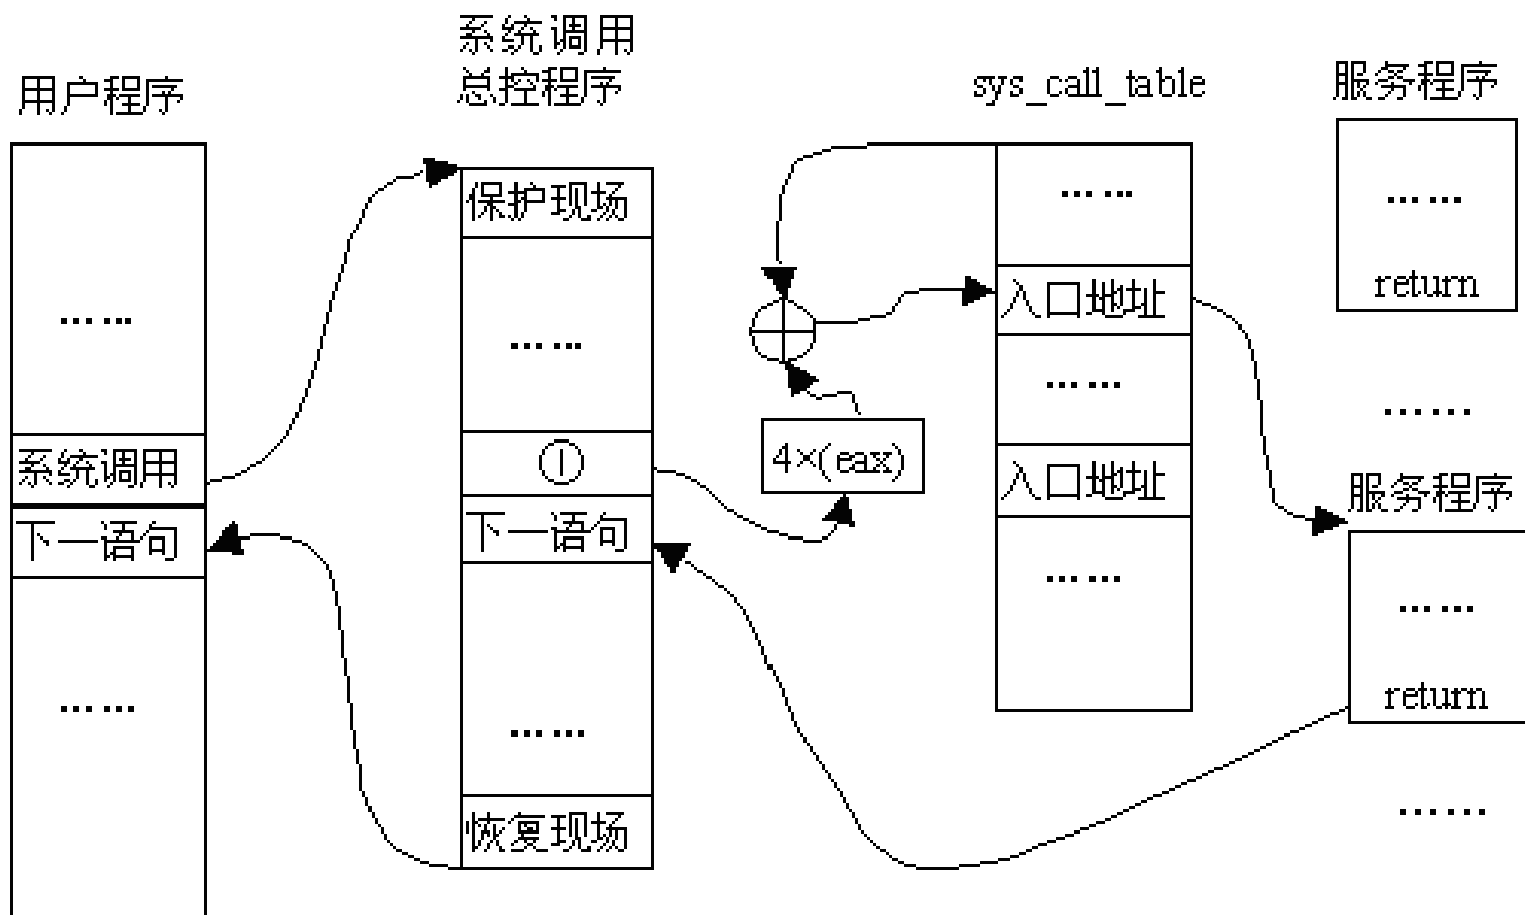 用户程序
……
系统调用
下一语句
……
系统调用
总控程序
保护现场
……
①
下一语句
……
恢复现场
4×(eax)
sys_call_table
……
入口地址
……
入口地址
……
服务程序
……
return
……
服务程序
……
return
……